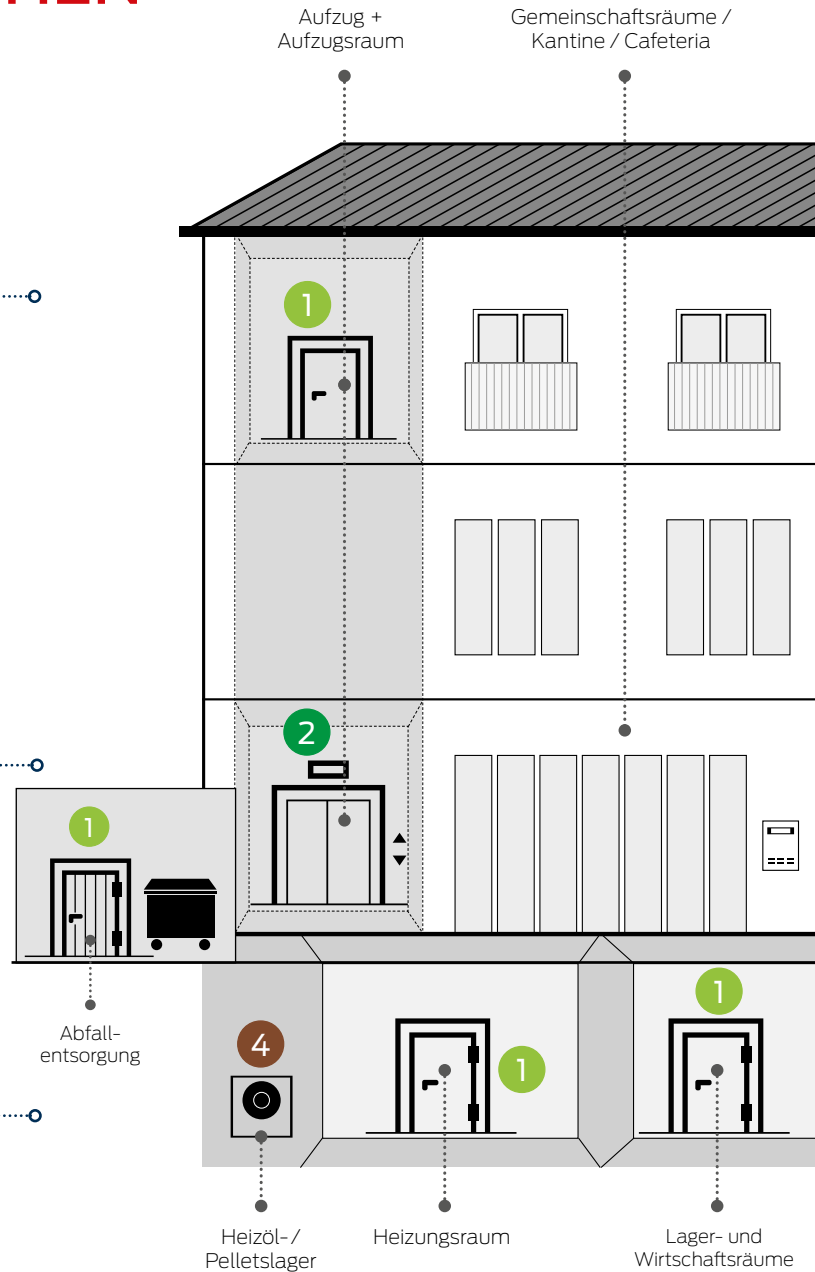 Aufzug +
Aufzugsraum
Gemeinschaftsräume /
Kantine / Cafeteria
1
2
1
1
4
1
Abfall-
entsorgung
Heizöl-/
Pelletslager
Heizungsraum
Lager- und
Wirtschaftsräume